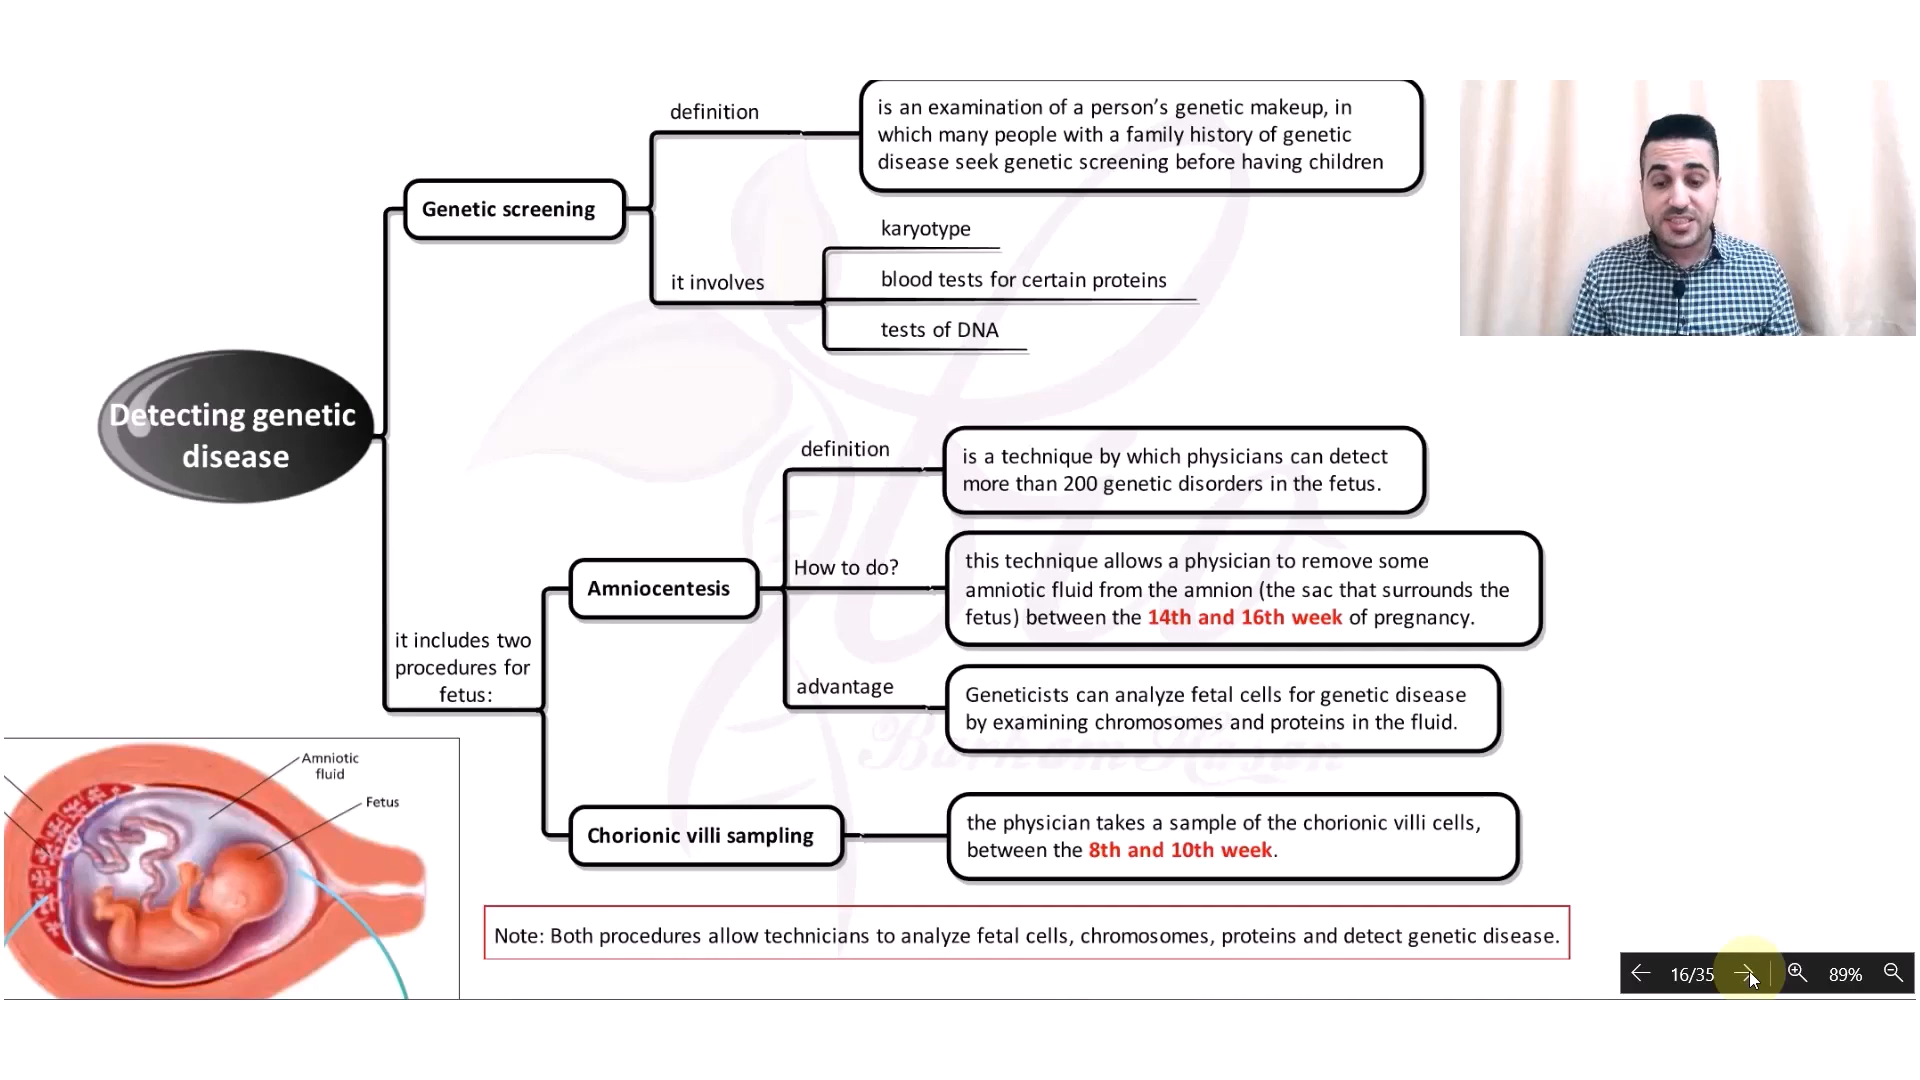 definition
is an examination of a person's genetic makeup, in
which many people with a family history of genetic
disease seek genetic screening before having children
Genetic screening
karyotype
it involves
blood tests for certain proteins
tests of DNA
Detecting genetic
disease
definition
is a technique by which physicians can detect
more than 200 genetic disorders in the fetus.
How to do?
this technique allows a physician to remove some
amniotic fluid from the amnion (the sac that surrounds the
fetus) between the 14th and 16th week of pregnancy.
Amniocentesis
it includes two
procedures for
fetus:
advantage
Geneticists can analyze fetal cells for genetic disease
by examining chromosomes and proteins in the fluid.
Chorionic villi sampling
the physician takes a sample of the chorionic villi cells,
between the 8th and 10th week.
Amniotic
fluid
Fetus
Note: Both procedures allow technicians to analyze fetal cells, chromosomes, proteins and detect genetic disease.
16/35
89%